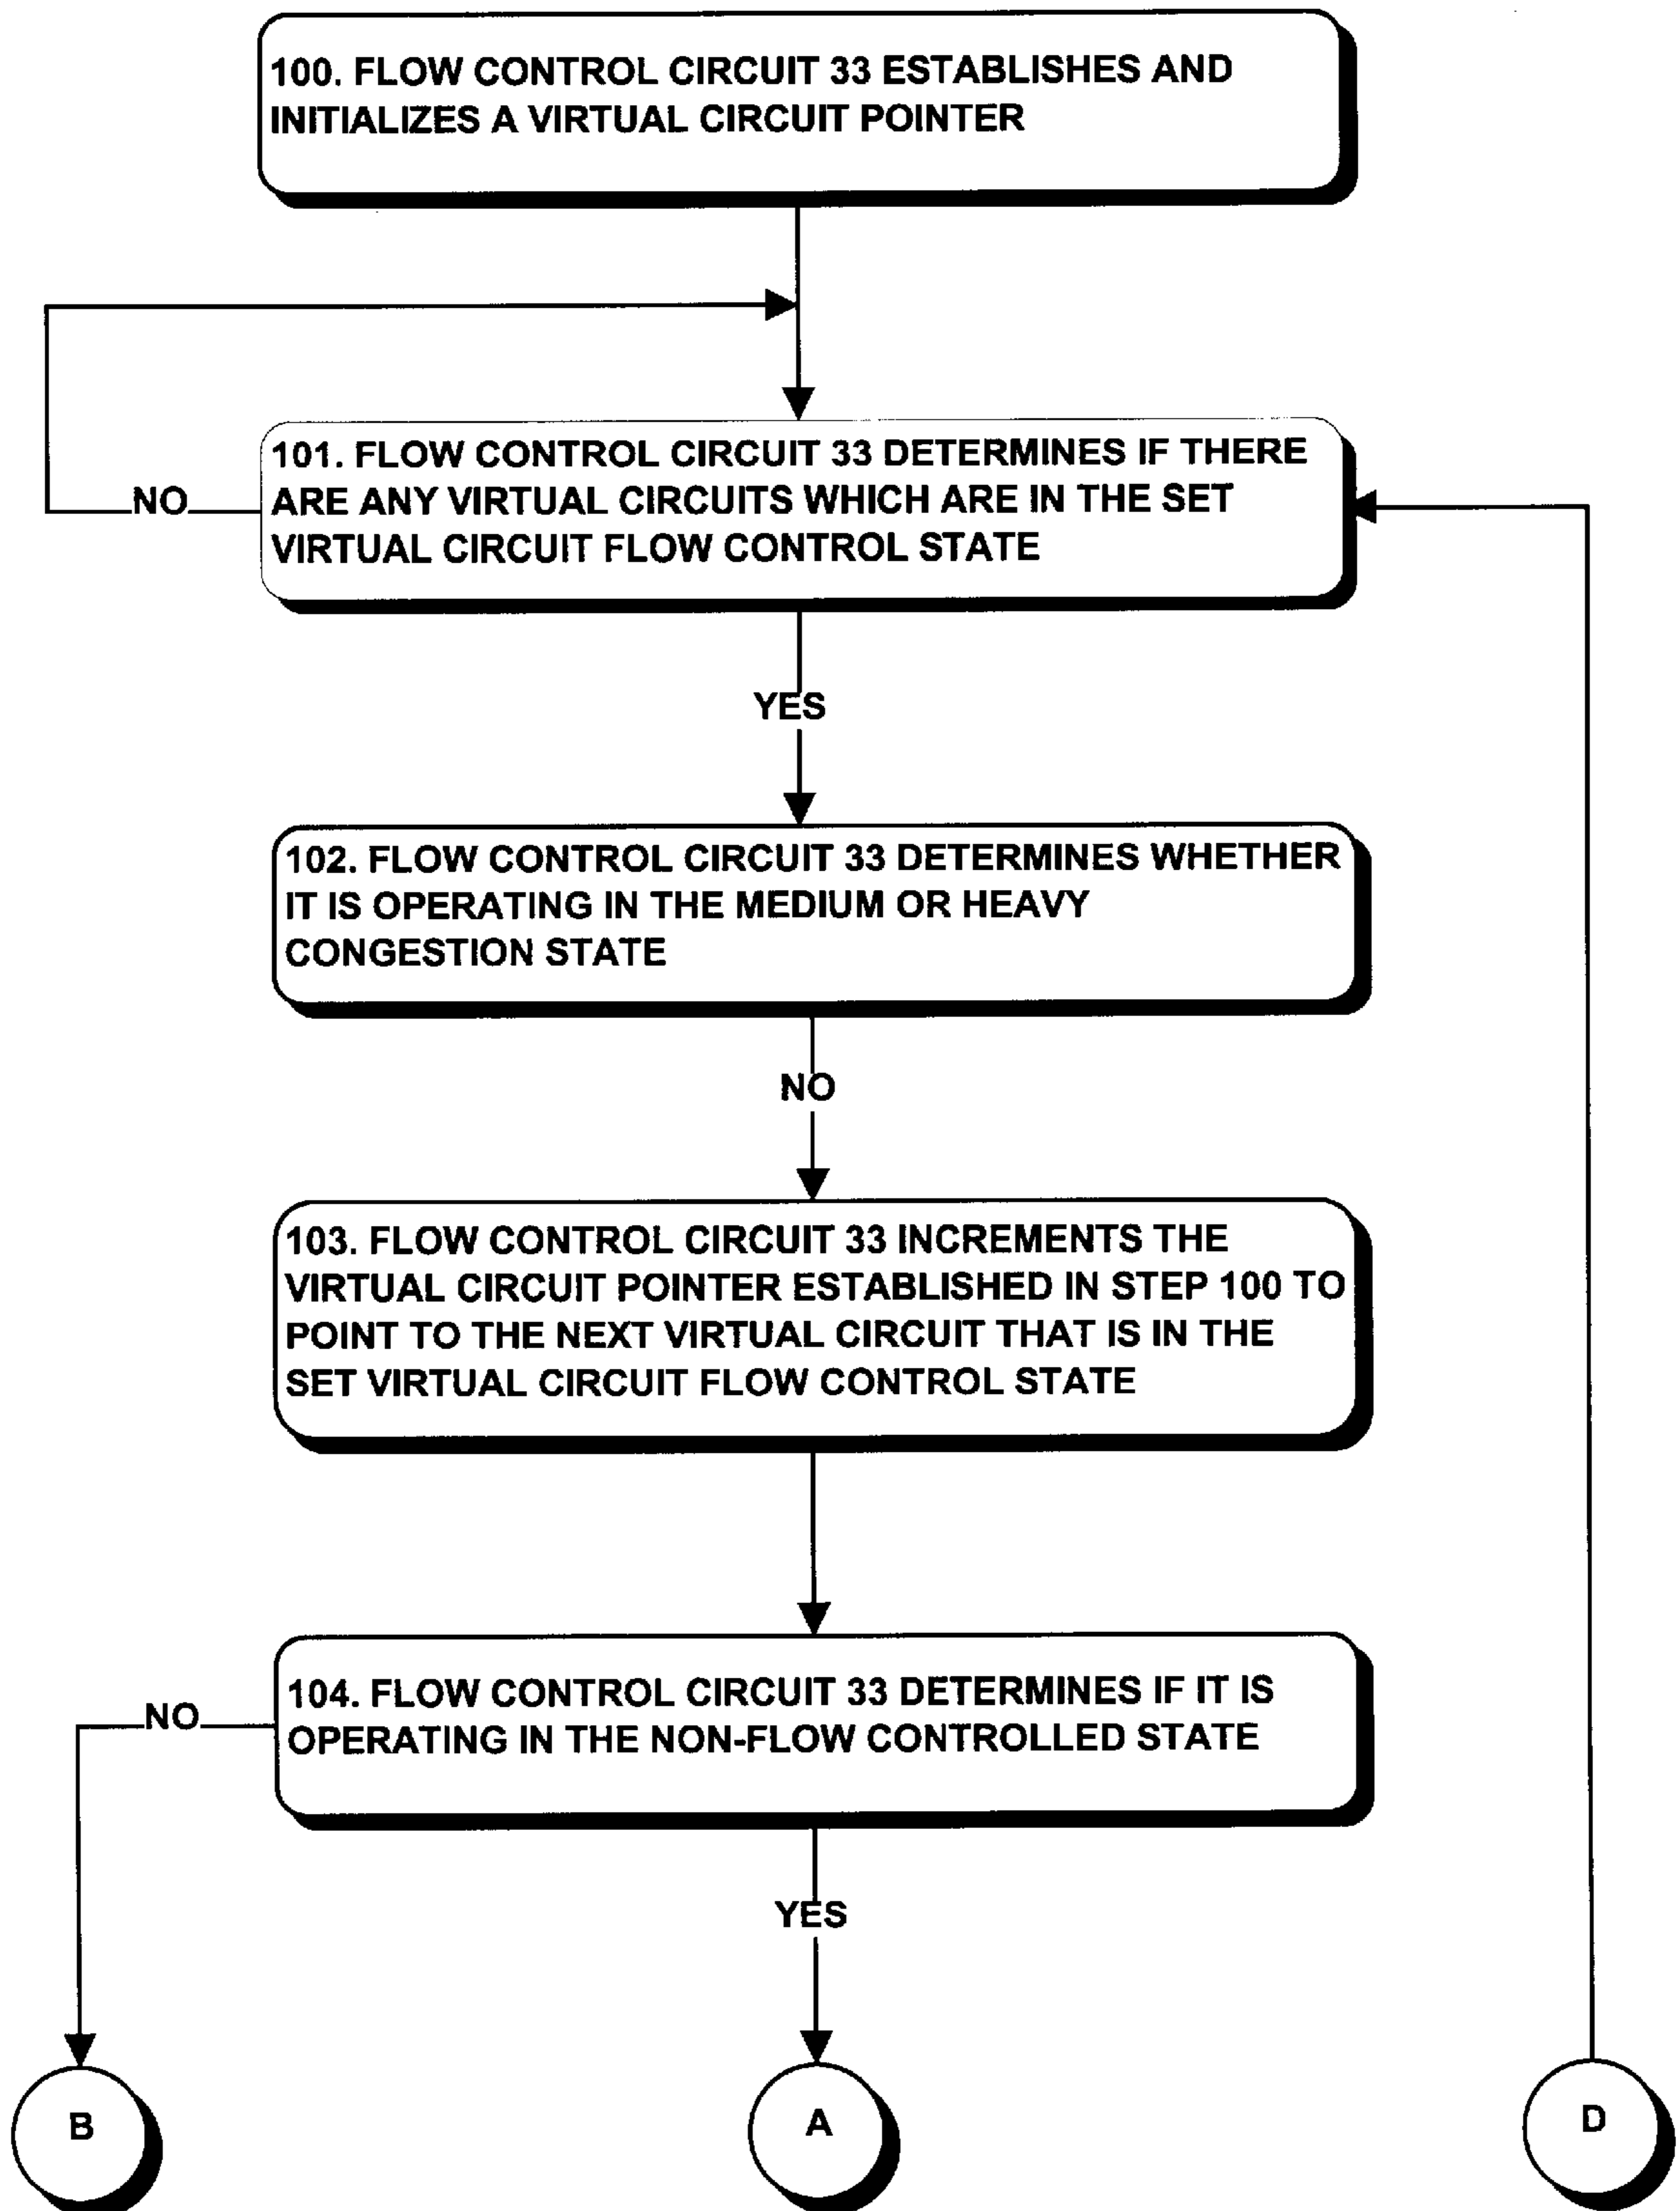 100. FLOW CONTROL CIRCUIT 33 ESTABLISHES AND
INITIALIZES A VIRTUAL CIRCUIT POINTER
101. FLOW CONTROL CIRCUIT 33 DETERMINES IF THERE
ARE ANY VIRTUAL CIRCUITS WHICH ARE IN THE SET
VIRTUAL CIRCUIT FLOW CONTROL STATE
NO
YES
102. FLOW CONTROL CIRCUIT 33 DETERMINES WHETHER
IT IS OPERATING IN THE MEDIUM OR HEAVY
CONGESTION STATE
NO
103. FLOW CONTROL CIRCUIT 33 INCREMENTS THE
VIRTUAL CIRCUIT POINTER ESTABLISHED IN STEP 100 TO
POINT TO THE NEXT VIRTUAL CIRCUIT THAT IS IN THE
SET VIRTUAL CIRCUIT FLOW CONTROL STATE
104. FLOW CONTROL CIRCUIT 33 DETERMINES IF IT IS
OPERATING IN THE NON-FLOW CONTROLLED STATE
NO
YES
B
A
D